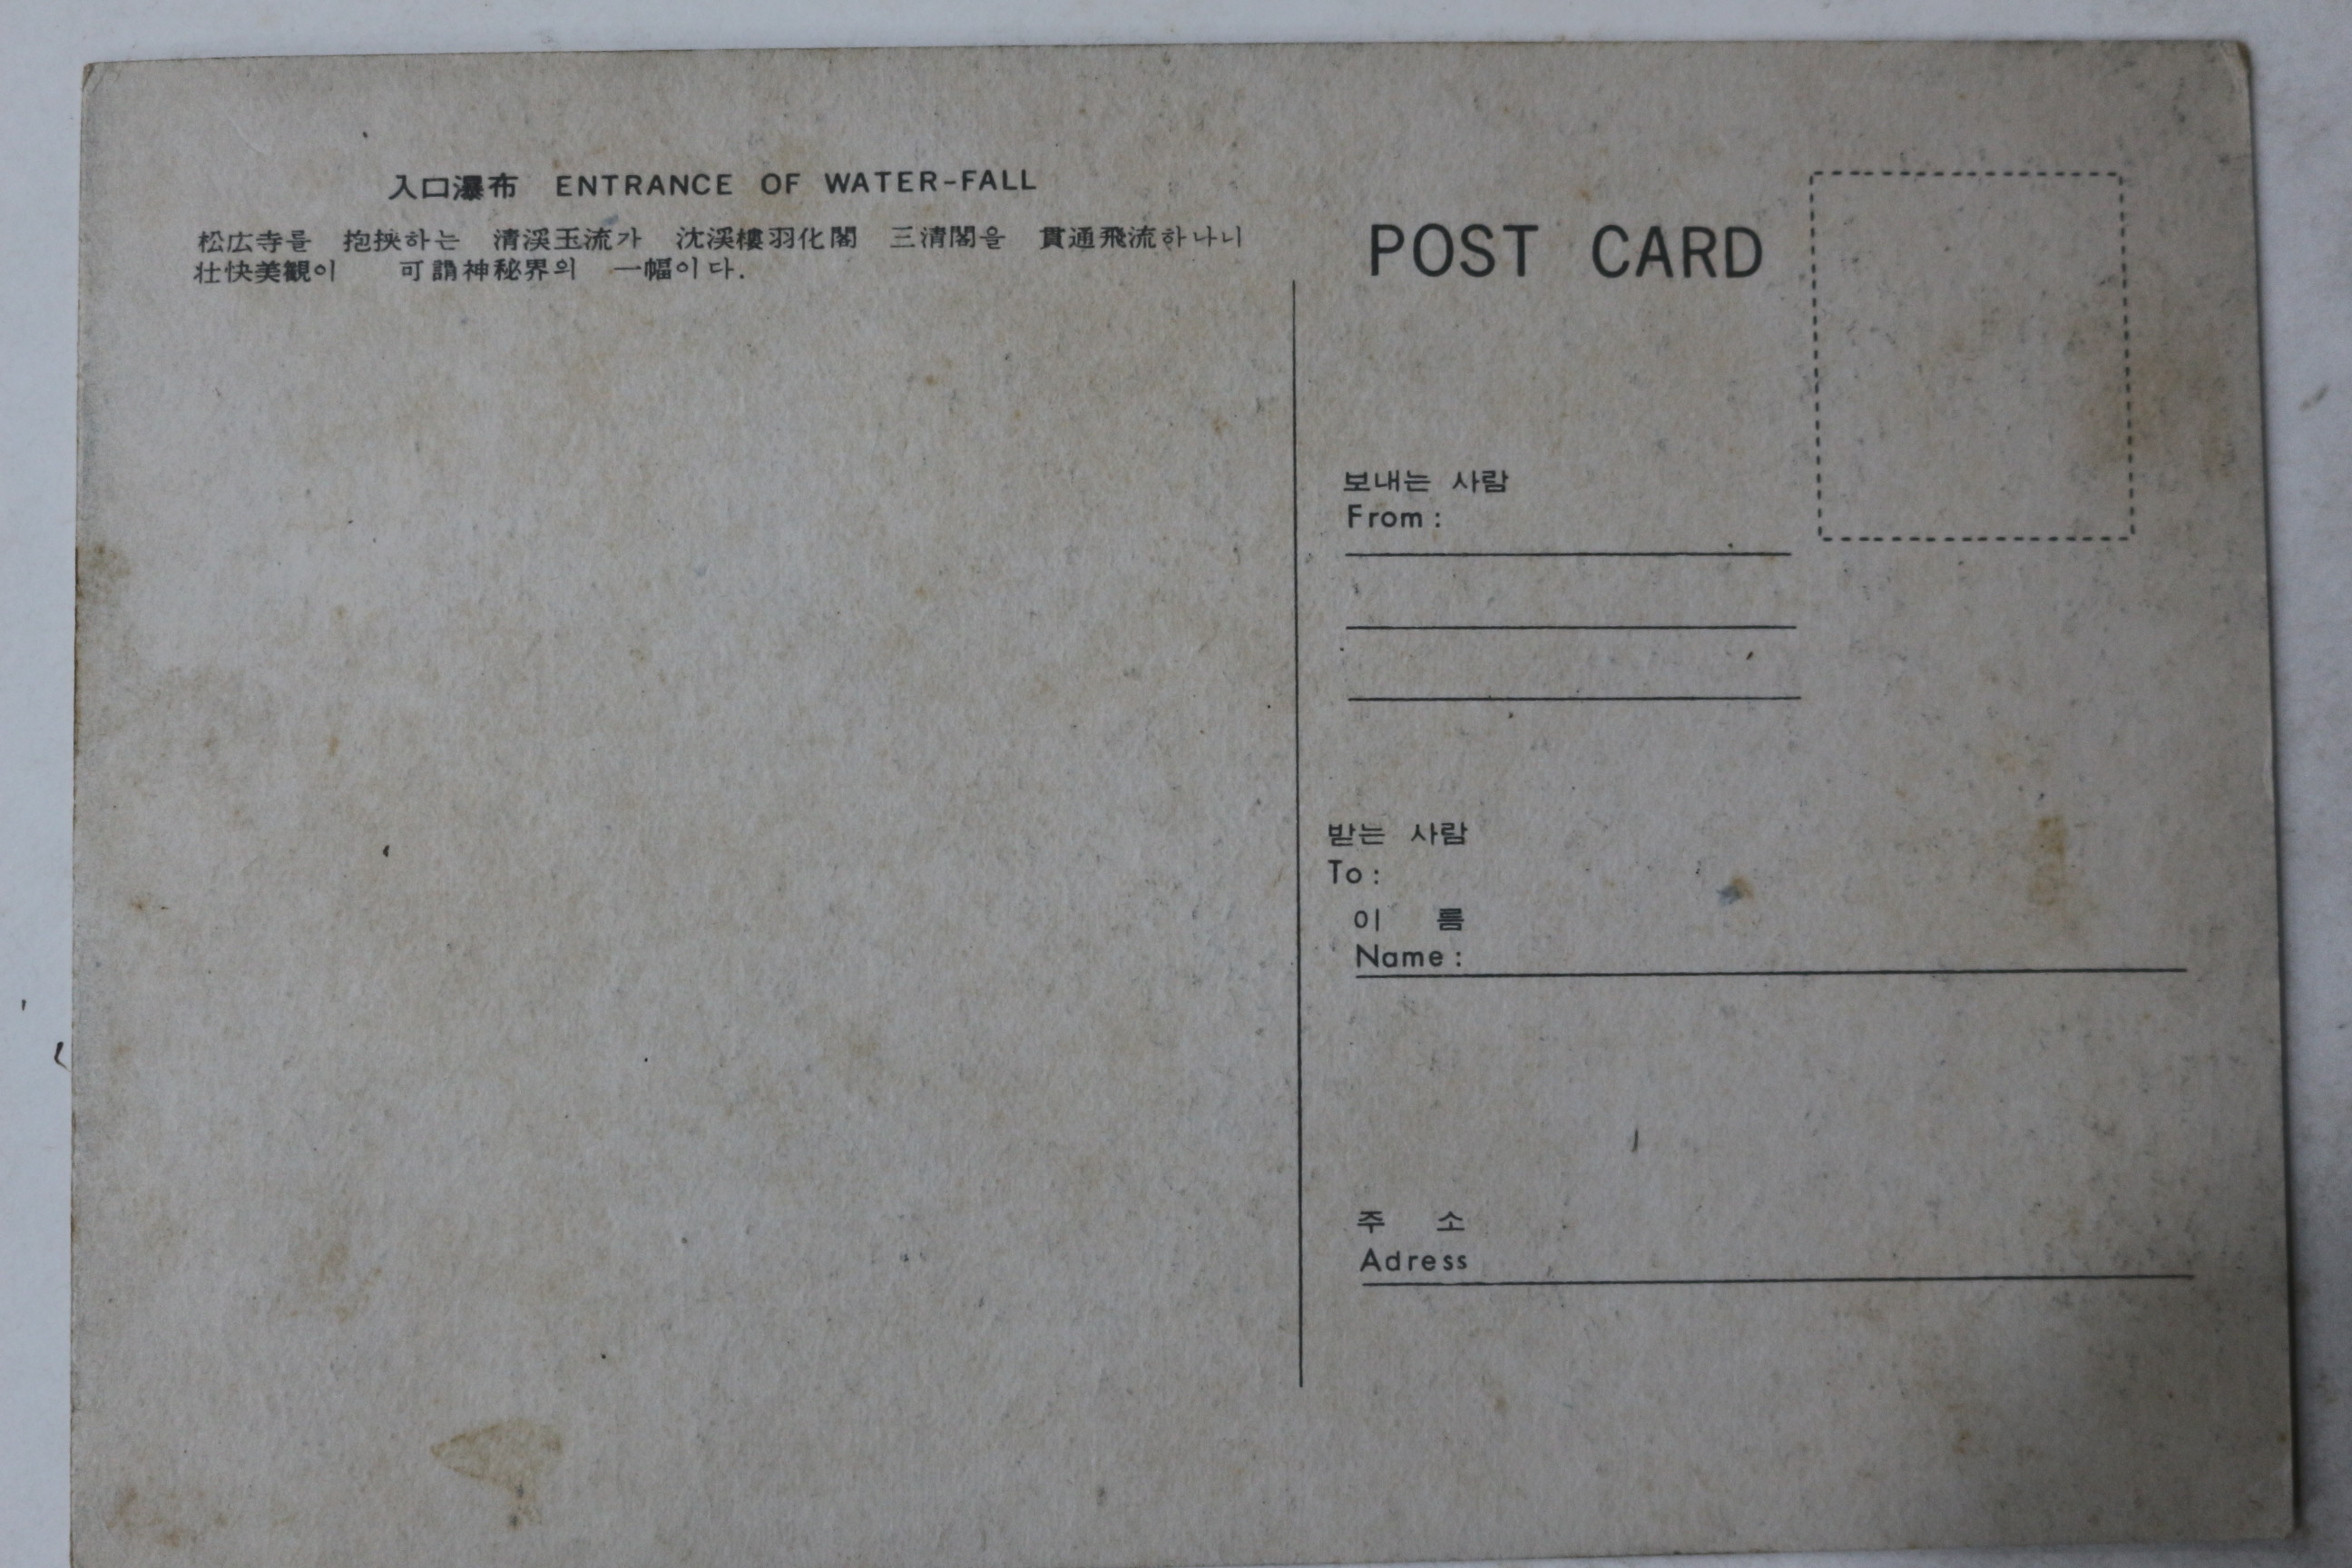 入口瀑布 ENTRANCE OF WATER-FALL
松広寺를 抱挟하는 清渓玉流가 沈渓樓羽化閣 三清閣을 貫通飛流하나니
壮快美観이 可謂神秘界의 一幅이다.
POST CARD
보내는 사람
From :
받는 사람
To :
이 름
Name :
주 소
Adress